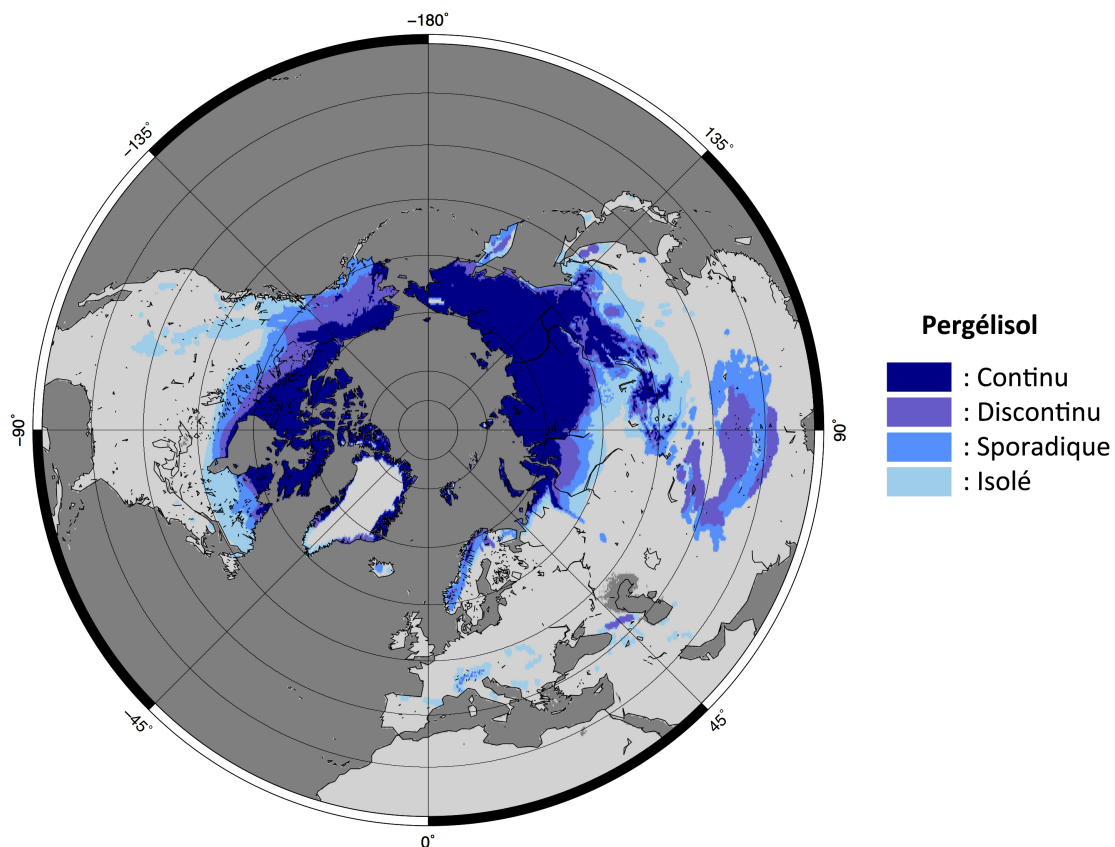 −180˚
−135˚
135˚
−90˚
90˚
−45˚
45˚
0˚
Pergélisol
: Continu
: Discontinu
: Sporadique
: Isolé